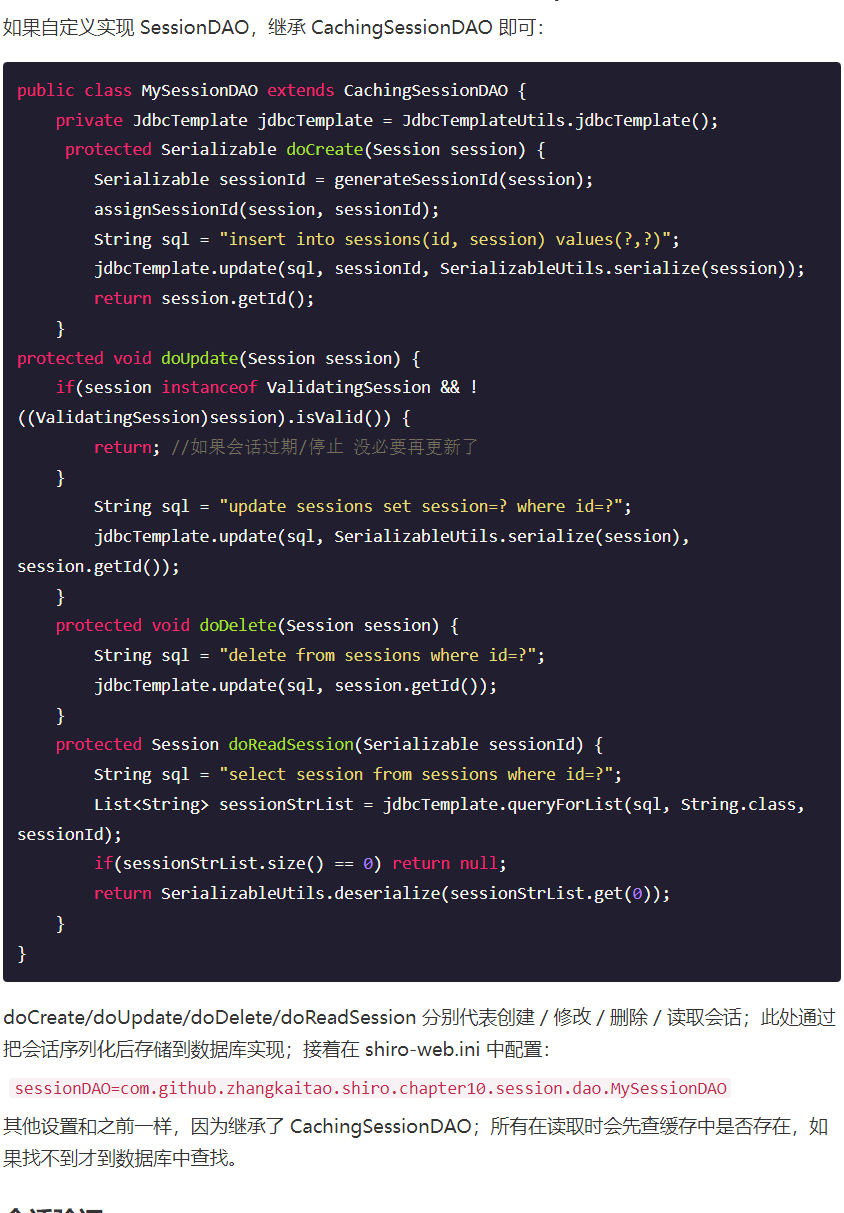 如果自定义实现 SessionDAO，继承 CachingSessionDAO 即可：
public class MySessionDAO extends CachingSessionDAO {
    private JdbcTemplate jdbcTemplate = JdbcTemplateUtils.jdbcTemplate();
     protected Serializable doCreate(Session session) {
        Serializable sessionId = generateSessionId(session);
        assignSessionId(session, sessionId);
        String sql = "insert into sessions(id, session) values(?,?)";
        jdbcTemplate.update(sql, sessionId, SerializableUtils.serialize(session));
        return session.getId();
    }
protected void doUpdate(Session session) {
    if(session instanceof ValidatingSession && !
((ValidatingSession)session).isValid()) {
        return; //如果会话过期/停止 没必要再更新了
    }
        String sql = "update sessions set session=? where id=?";
        jdbcTemplate.update(sql, SerializableUtils.serialize(session),
session.getId());
    }
    protected void doDelete(Session session) {
        String sql = "delete from sessions where id=?";
        jdbcTemplate.update(sql, session.getId());
    }
    protected Session doReadSession(Serializable sessionId) {
        String sql = "select session from sessions where id=?";
        List<String> sessionStrList = jdbcTemplate.queryForList(sql, String.class,
sessionId);
        if(sessionStrList.size() == 0) return null;
        return SerializableUtils.deserialize(sessionStrList.get(0));
    }
}
doCreate/doUpdate/doDelete/doReadSession 分别代表创建 / 修改 / 删除 / 读取会话；此处通过
把会话序列化后存储到数据库实现；接着在 shiro-web.ini 中配置：
sessionDAO=com.github.zhangkaitao.shiro.chapter10.session.dao.MySessionDAO
其他设置和之前一样，因为继承了 CachingSessionDAO；所有在读取时会先查缓存中是否存在，如
果找不到才到数据库中查找。